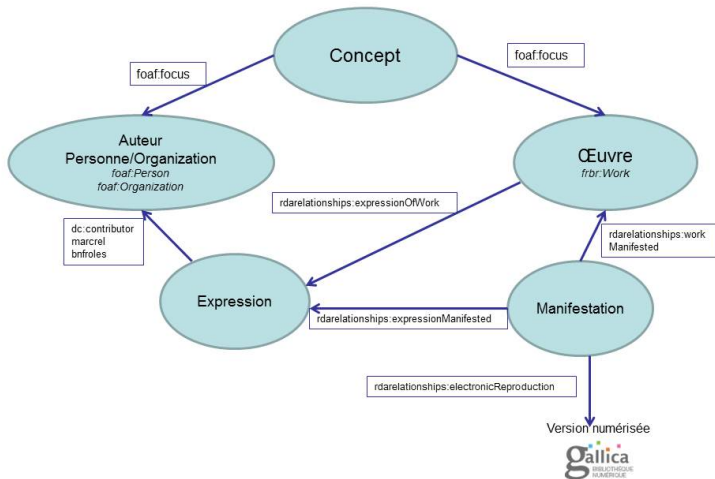 Concept
foaf:focus
foaf:focus
Auteur
Personne/Organization
foaf:Person
foaf:Organization
Œuvre
frbr:Work
rdarelationships:expressionOfWork
dc:contributor
marcrel
bnfroles
rdarelationships:work
Manifested
Expression
rdarelationships:expressionManifested
Manifestation
rdarelationships:electronicReproduction
Version numérisée
gallica
BIBLIOTHÈQUE
NUMÉRIQUE